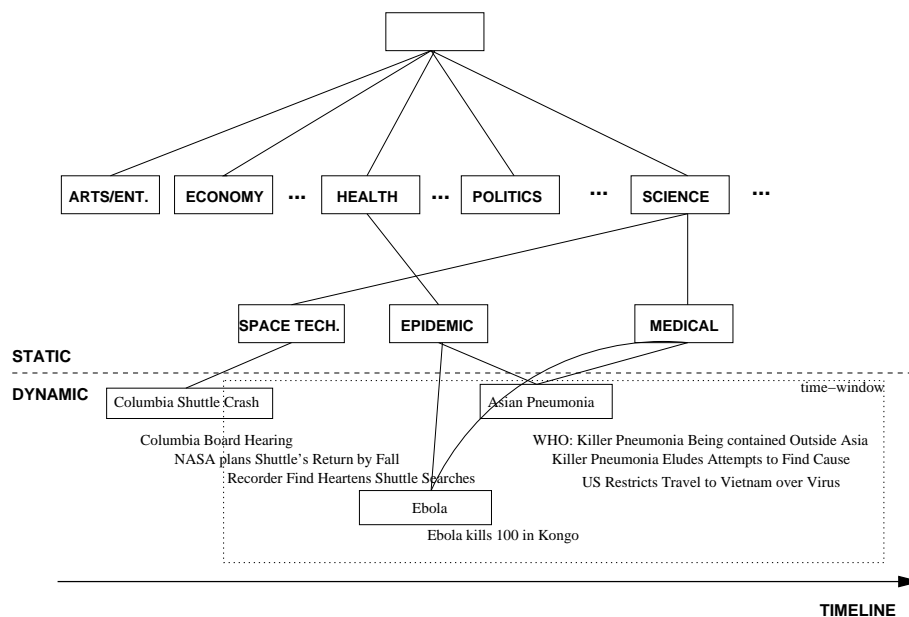 ARTS/ENT.
ECONOMY
...
HEALTH
...
POLITICS
...
SCIENCE
...
SPACE TECH.
EPIDEMIC
MEDICAL
STATIC
DYNAMIC
time-window
Columbia Shuttle Crash
Asian Pneumonia
Columbia Board Hearing
NASA plans Shuttle's Return by Fall
Recorder Find Heartens Shuttle Searches
WHO: Killer Pneumonia Being contained Outside Asia
Killer Pneumonia Eludes Attempts to Find Cause
US Restricts Travel to Vietnam over Virus
Ebola
Ebola kills 100 in Kongo
TIMELINE